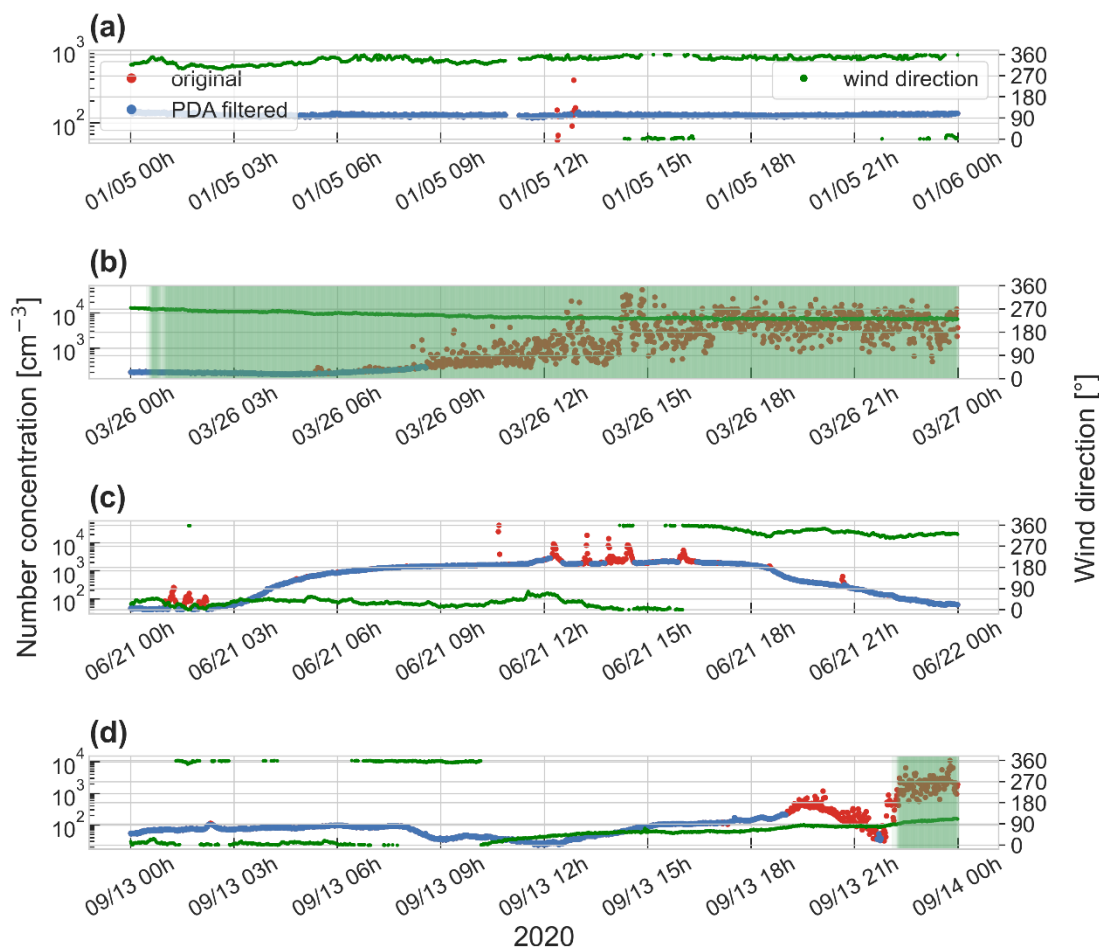 (a)
10³
10²
original
PDA filtered
wind direction
360
270
180
90
0
01/05 00h
01/05 03h
01/05 06h
01/05 09h
01/05 12h
01/05 15h
01/05 18h
01/05 21h
01/06 00h
(b)
10⁴
10³
360
270
180
90
0
03/26 00h
03/26 03h
03/26 06h
03/26 09h
03/26 12h
03/26 15h
03/26 18h
03/26 21h
03/27 00h
Number concentration [cm⁻³]
Wind direction [°]
(c)
10⁴
10³
10²
360
270
180
90
0
06/21 00h
06/21 03h
06/21 06h
06/21 09h
06/21 12h
06/21 15h
06/21 18h
06/21 21h
06/22 00h
(d)
10⁴
10³
10²
360
270
180
90
0
09/13 00h
09/13 03h
09/13 06h
09/13 09h
09/13 12h
09/13 15h
09/13 18h
09/13 21h
09/14 00h
2020